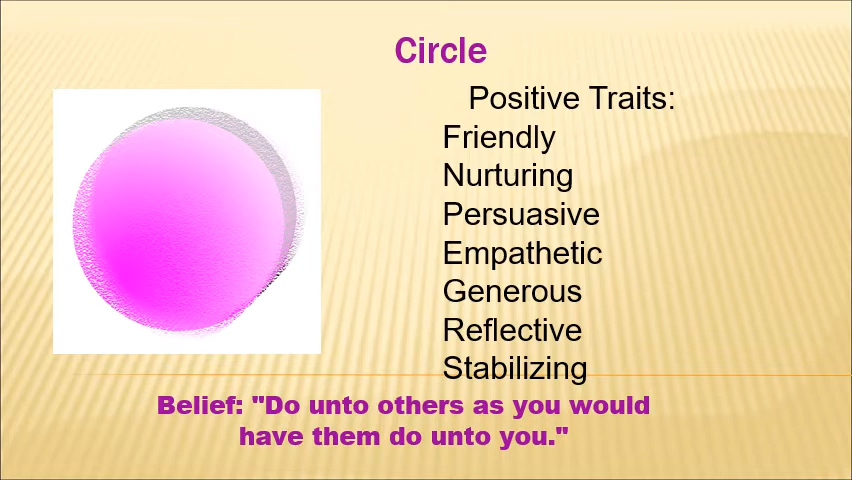 Circle
Positive Traits:
Friendly
Nurturing
Persuasive
Empathetic
Generous
Reflective
Stabilizing
Belief: "Do unto others as you would
have them do unto you."